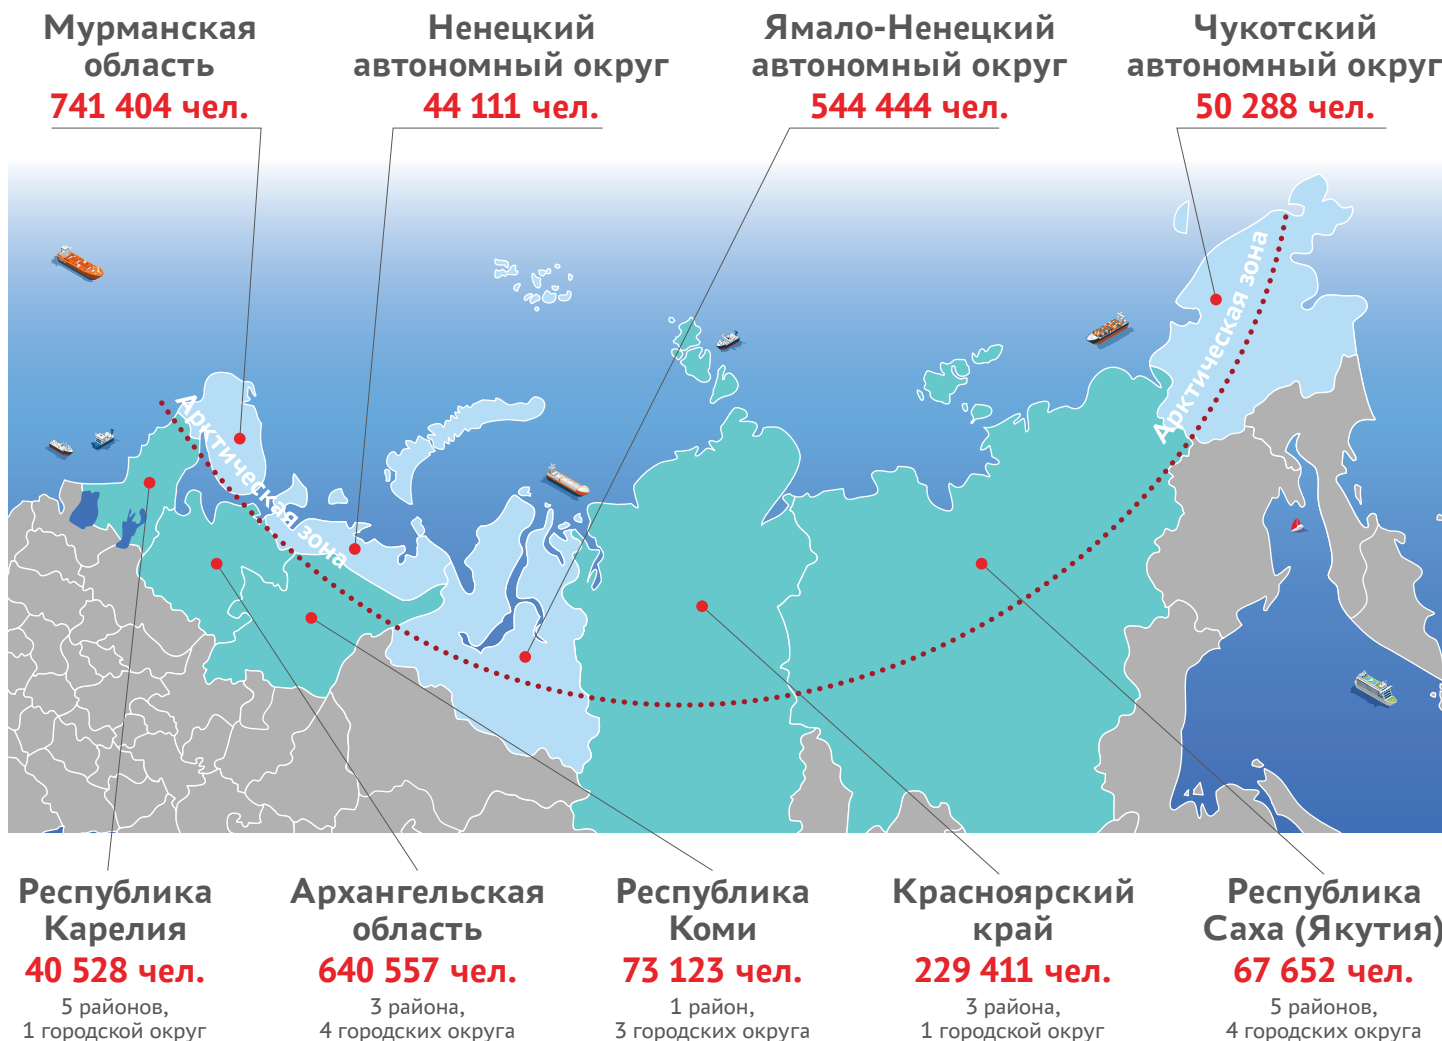 Мурманская
область
741 404 чел.
Ненецкий
автономный округ
44 111 чел.
Ямало-Ненецкий
автономный округ
544 444 чел.
Чукотский
автономный округ
50 288 чел.
Арктическая зона
Арктическая зона
Республика
Карелия
40 528 чел.
5 районов,
1 городской округ
Архангельская
область
640 557 чел.
3 района,
4 городских округа
Республика
Коми
73 123 чел.
1 район,
3 городских округа
Красноярский
край
229 411 чел.
3 района,
1 городской округ
Республика
Саха (Якутия)
67 652 чел.
5 районов,
4 городских округа